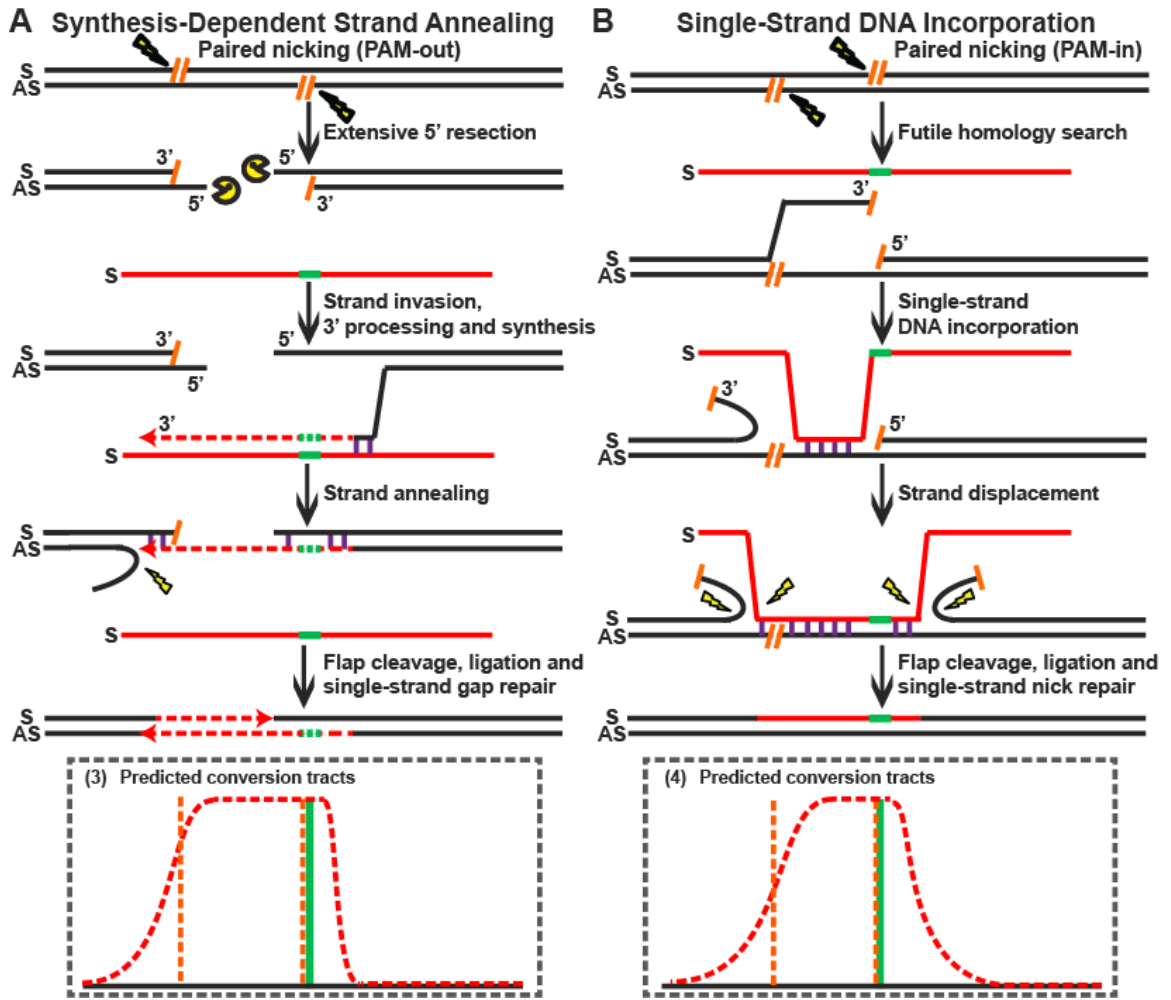 A Synthesis-Dependent Strand Annealing
Paired nicking (PAM-out)
S
AS
Extensive 5' resection
3'
5'
S
AS
5'
3'
S
Strand invasion,
3' processing and synthesis
5'
S
AS
5'
3'
S
Strand annealing
S
AS
S
Flap cleavage, ligation and
single-strand gap repair
S
AS
(3) Predicted conversion tracts
B Single-Strand DNA Incorporation
Paired nicking (PAM-in)
S
AS
Futile homology search
S
3'
5'
S
AS
Single-strand
DNA incorporation
S
3'
5'
S
AS
Strand displacement
S
S
AS
Flap cleavage, ligation and
single-strand nick repair
S
AS
(4) Predicted conversion tracts